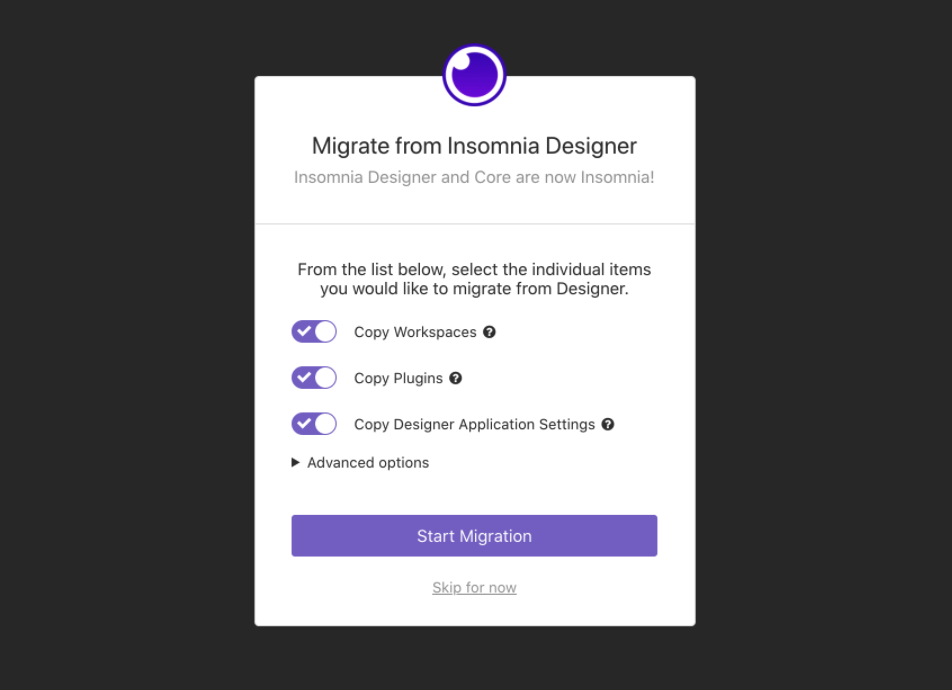 Migrate from Insomnia Designer
Insomnia Designer and Core are now Insomnia!
From the list below, select the individual items
you would like to migrate from Designer.
Copy Workspaces ?
Copy Plugins ?
Copy Designer Application Settings ?
Advanced options
Start Migration
Skip for now